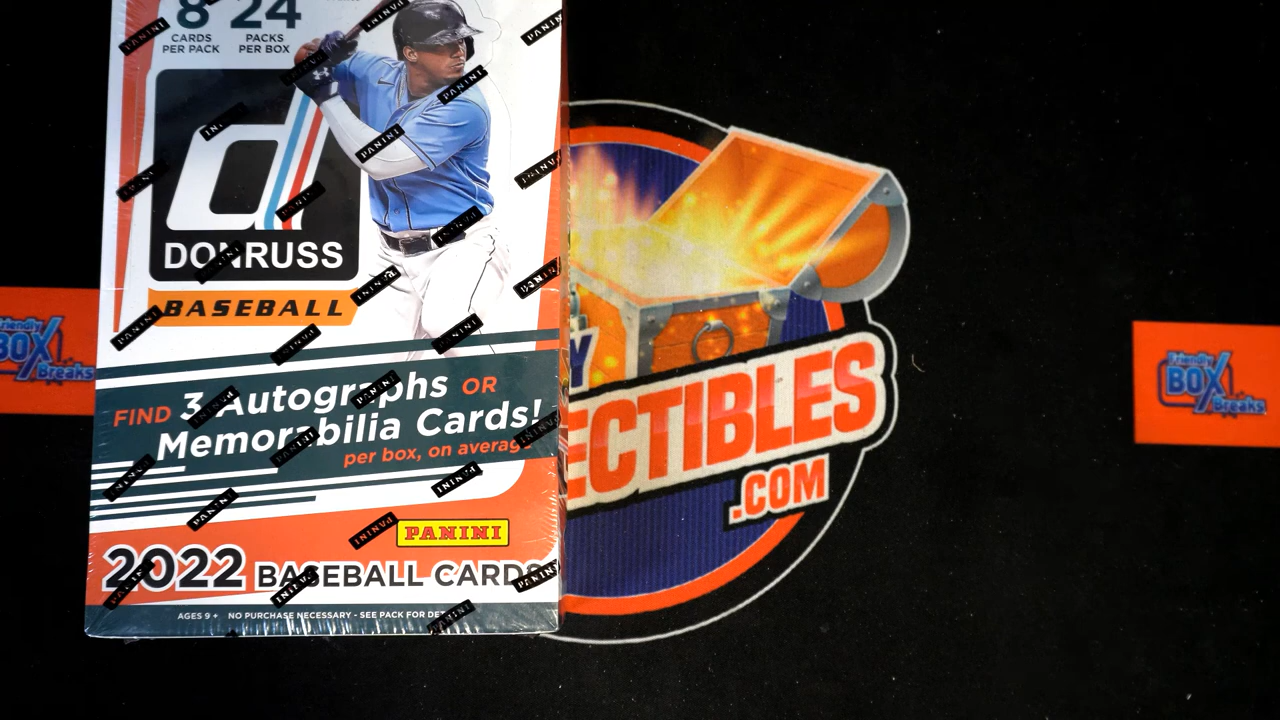 8 24
CARDS PACKS
PER PACK PER BOX
d
DONRUSS
BASEBALL
FIND 3 Autographs OR
Memorabilia Cards!
per box, on average
PANINI
2022 BASEBALL CARDS
AGES 9+ NO PURCHASE NECESSARY - SEE PACK FOR
PANINI
Friendly
BOX
Breaks
Y
ECTIBLES
.COM
Friendly
BOX
Breaks!